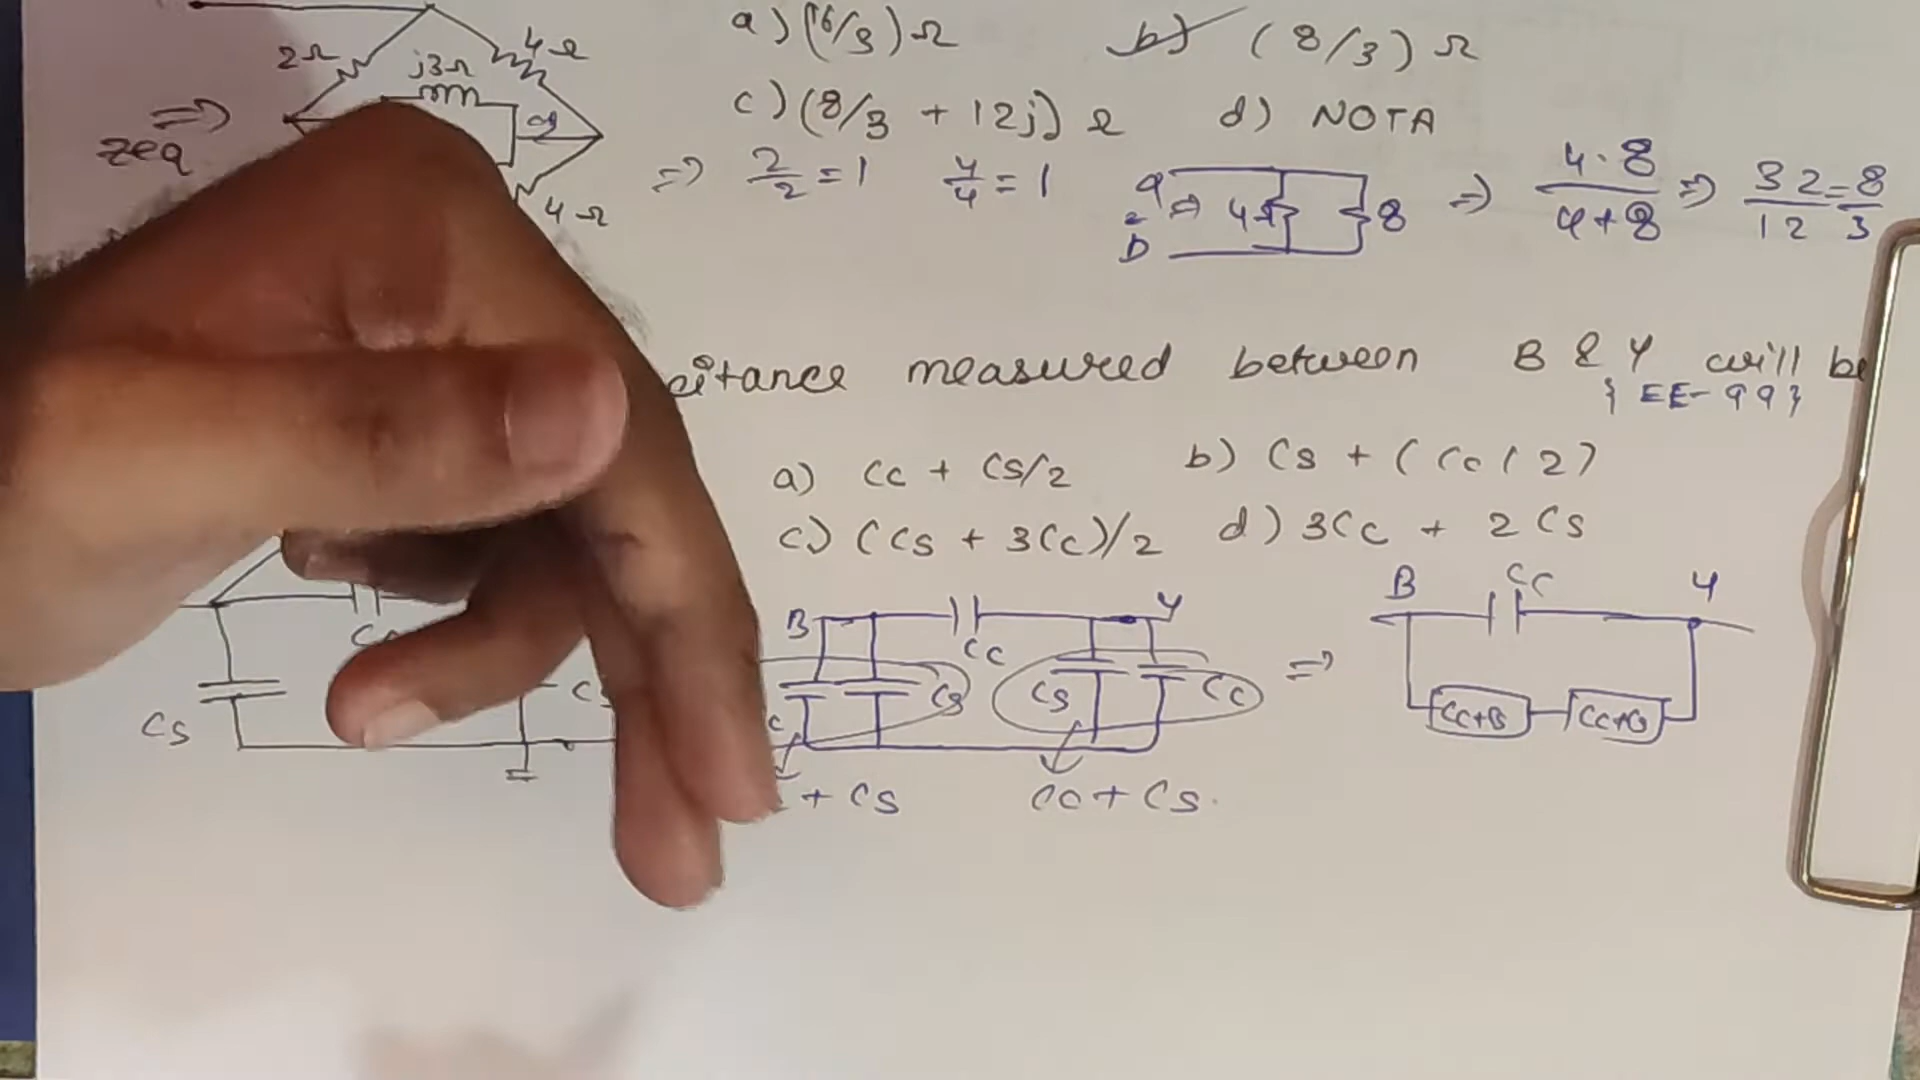 a) (16/3) Ω b) (8/3) Ω
2Ω 4Ω
j3Ω
c) (8/3 + 12j) Ω d) NOTA
⇒
zeq
⇒ 2/2 = 1 4/4 = 1 4Ω 8 ⇒ 4·8/4+8 ⇒ 32/12 = 8/3
4Ω
citance measured between B & Y will be
{EE-99}
a) Cc + Cs/2 b) Cs + (Cc/2)
c) (Cs + 3Cc)/2 d) 3Cc + 2Cs
B Cc Y
B Cc Y ⇒
Cs Cs Cs Cc
Cc+Cs Cc+Cs
+ Cs Cc + Cs